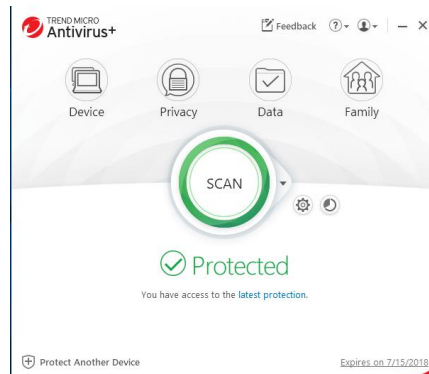 TREND MICRO
Antivirus+
Feedback
Device
Privacy
Data
Family
SCAN
Protected
You have access to the latest protection.
Protect Another Device
Expires on 7/15/2018